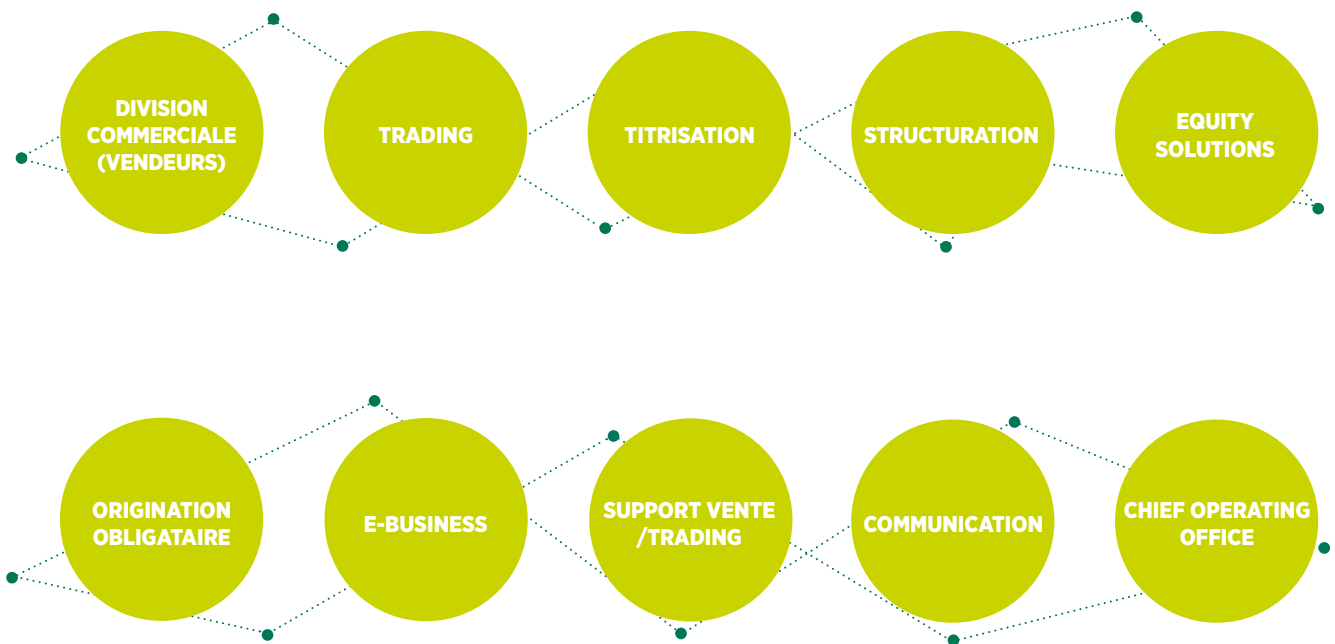 DIVISION
COMMERCIALE
(VENDEURS)
TRADING
TITRISATION
STRUCTURATION
EQUITY
SOLUTIONS
ORIGINATION
OBLIGATAIRE
E-BUSINESS
SUPPORT VENTE
/TRADING
COMMUNICATION
CHIEF OPERATING
OFFICE